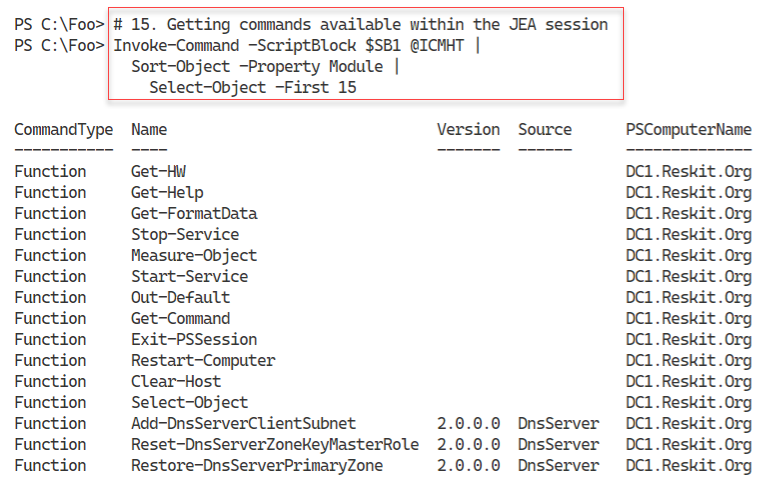 PS C:\Foo> # 15. Getting commands available within the JEA session
PS C:\Foo> Invoke-Command -ScriptBlock $SB1 @ICMHT |
Sort-Object -Property Module |
Select-Object -First 15
CommandType Name Version Source PSComputerName
----------- ---- ------- ------ --------------
Function Get-HW DC1.Reskit.Org
Function Get-Help DC1.Reskit.Org
Function Get-FormatData DC1.Reskit.Org
Function Stop-Service DC1.Reskit.Org
Function Measure-Object DC1.Reskit.Org
Function Start-Service DC1.Reskit.Org
Function Out-Default DC1.Reskit.Org
Function Get-Command DC1.Reskit.Org
Function Exit-PSSession DC1.Reskit.Org
Function Restart-Computer DC1.Reskit.Org
Function Clear-Host DC1.Reskit.Org
Function Select-Object DC1.Reskit.Org
Function Add-DnsServerClientSubnet 2.0.0.0 DnsServer DC1.Reskit.Org
Function Reset-DnsServerZoneKeyMasterRole 2.0.0.0 DnsServer DC1.Reskit.Org
Function Restore-DnsServerPrimaryZone 2.0.0.0 DnsServer DC1.Reskit.Org